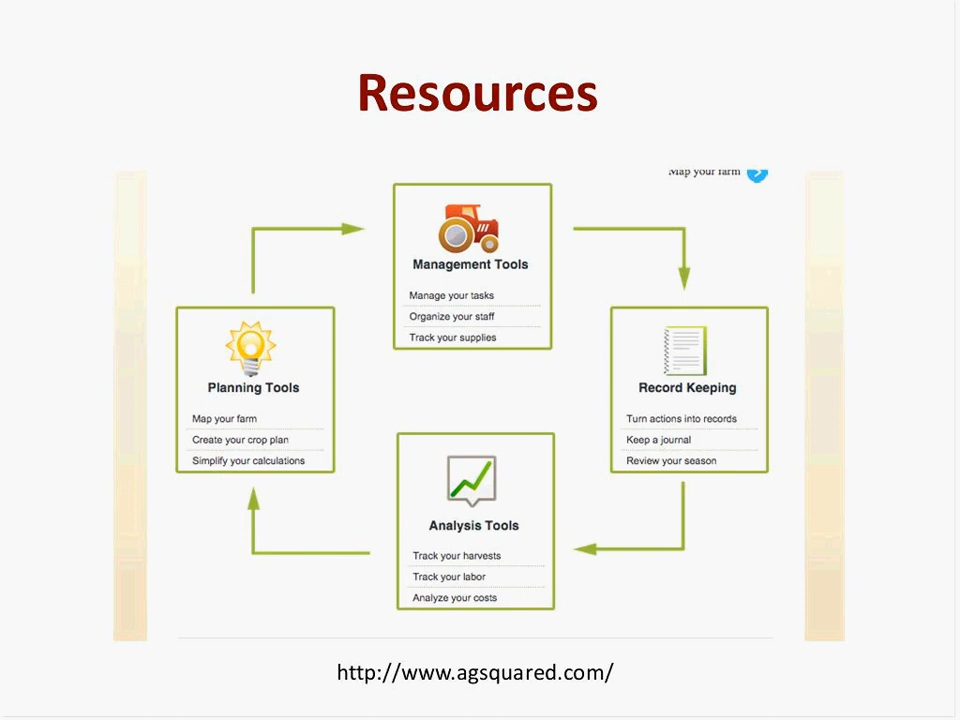 Resources
Map your farm
Management Tools
Manage your tasks
Organize your staff
Track your supplies
Planning Tools
Map your farm
Create your crop plan
Simplify your calculations
Record Keeping
Turn actions into records
Keep a journal
Review your season
Analysis Tools
Track your harvests
Track your labor
Analyze your costs
http://www.agsquared.com/